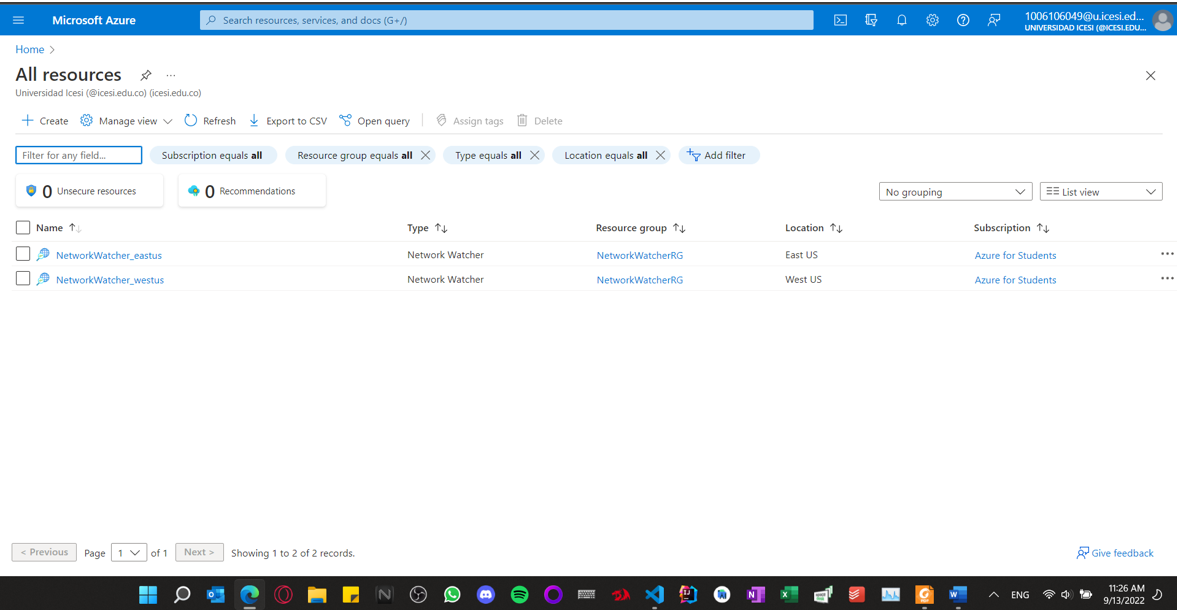 Microsoft Azure
Search resources, services, and docs (G+/)
1006106049@u.icesi.ed...
UNIVERSIDAD ICESI (@ICESI.EDU...
Home >
All resources ...
Universidad Icesi (@icesi.edu.co) (icesi.edu.co)
+ Create Manage view Refresh Export to CSV Open query Assign tags Delete
Filter for any field... Subscription equals all Resource group equals all Type equals all Location equals all Add filter
0 Unsecure resources 0 Recommendations No grouping List view
Name Type Resource group Location Subscription
NetworkWatcher_eastus Network Watcher NetworkWatcherRG East US Azure for Students ...
NetworkWatcher_westus Network Watcher NetworkWatcherRG West US Azure for Students ...
< Previous Page 1 of 1 Next > Showing 1 to 2 of 2 records. Give feedback
ENG 11:26 AM
9/13/2022